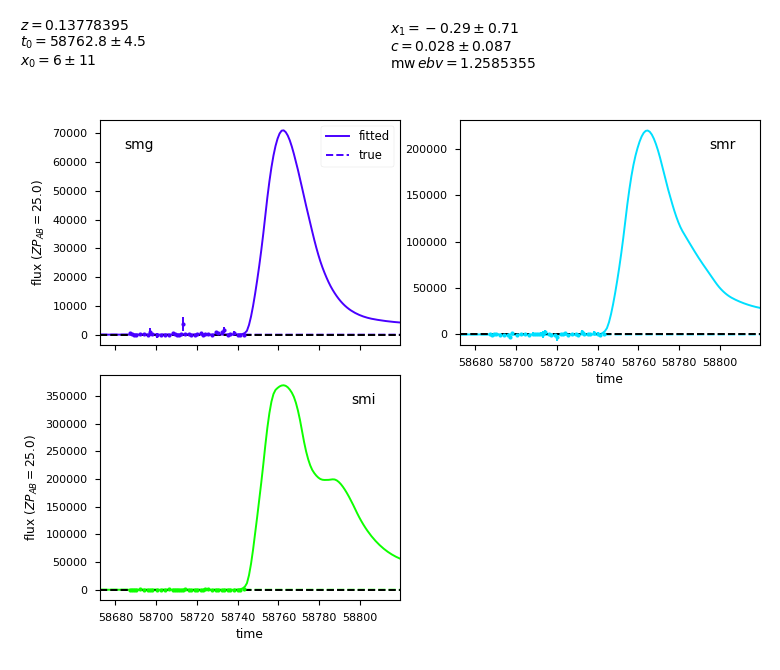 z = 0.13778395
t0 = 58762.8 ± 4.5
x0 = 6 ± 11
x1 = −0.29 ± 0.71
c = 0.028 ± 0.087
mw ebv = 1.2585355
smg
fitted
true
70000
60000
50000
40000
30000
20000
10000
0
flux (ZPAB = 25.0)
smr
200000
150000
100000
50000
0
58680 58700 58720 58740 58760 58780 58800
time
smi
350000
300000
250000
200000
150000
100000
50000
0
flux (ZPAB = 25.0)
58680 58700 58720 58740 58760 58780 58800
time